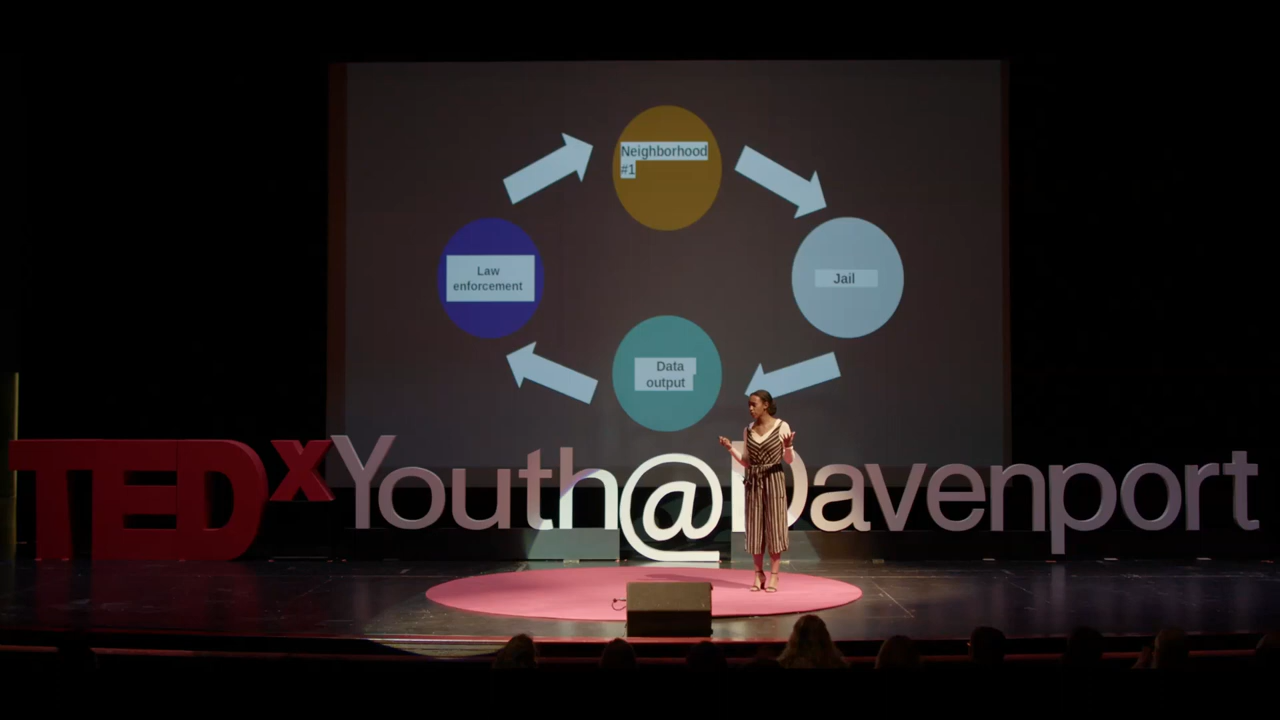 Neighborhood
#1
Law
enforcement
Jail
Data
output
TEDxYouth@Davenport